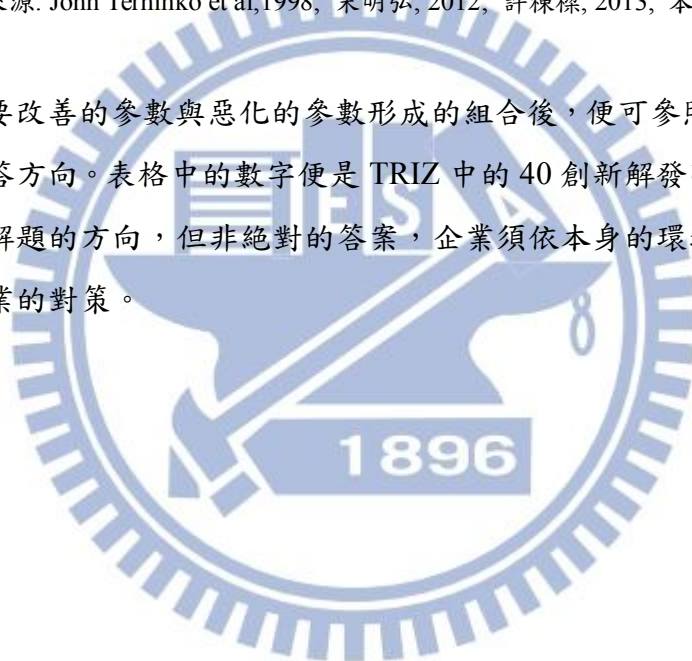 來源: John Terninko et al,1998, 宋明弘, 2012, 許棟樑, 2013, 本
要改善的參數與惡化的參數形成的組合後，便可參照
答方向。表格中的數字便是 TRIZ 中的 40 創新解發
解題的方向，但非絕對的答案，企業須依本身的環
業的對策。
E S A
8
1896